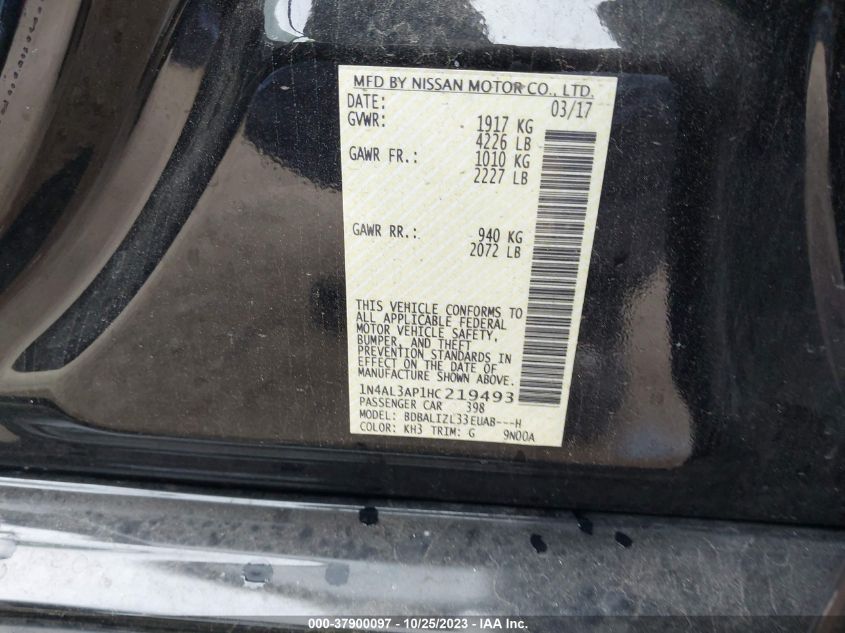 MFD BY NISSAN MOTOR CO., LTD.
DATE: 03/17
GVWR: 1917 KG
4226 LB
GAWR FR.: 1010 KG
2227 LB
GAWR RR.: 940 KG
2072 LB
THIS VEHICLE CONFORMS TO
ALL APPLICABLE FEDERAL
MOTOR VEHICLE SAFETY,
BUMPER, AND THEFT
PREVENTION STANDARDS IN
EFFECT ON THE DATE OF
MANUFACTURE SHOWN ABOVE.
1N4AL3AP1HC219493
PASSENGER CAR 398
MODEL: BDBALIZL33EUAB---H
COLOR: KH3 TRIM: G 9N00A
000-37900097 - 10/25/2023 - IAA Inc.